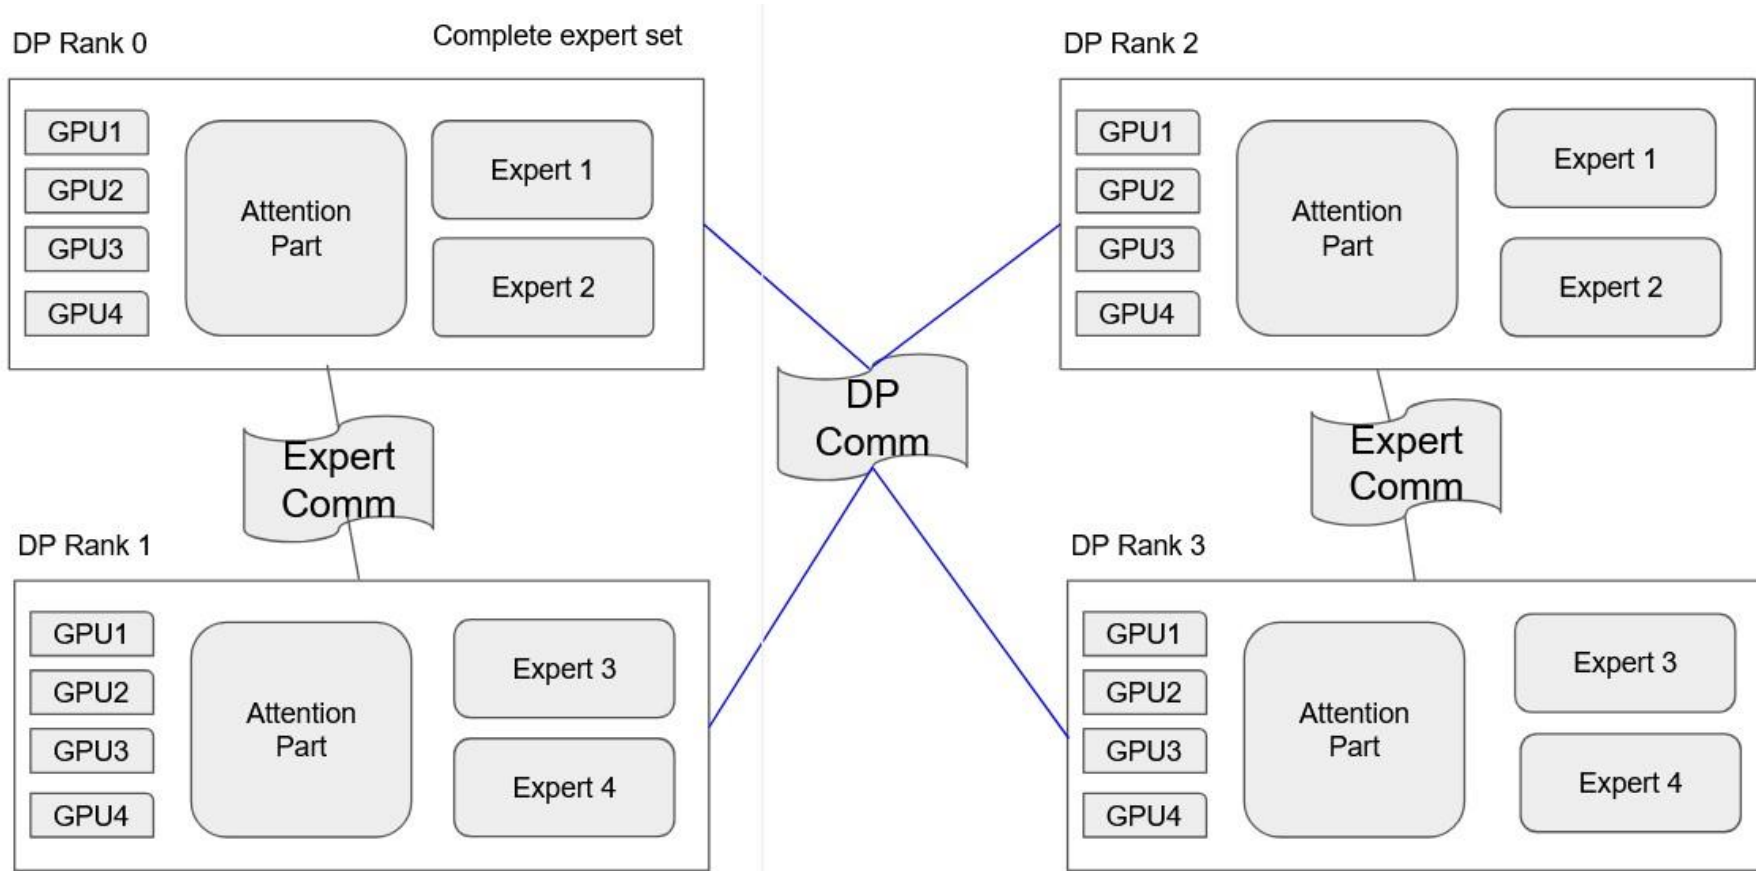 DP Rank 0
Complete expert set
GPU1
GPU2
GPU3
GPU4
Attention
Part
Expert 1
Expert 2
DP Rank 2
GPU1
GPU2
GPU3
GPU4
Attention
Part
Expert 1
Expert 2
DP
Comm
Expert
Comm
Expert
Comm
DP Rank 1
GPU1
GPU2
GPU3
GPU4
Attention
Part
Expert 3
Expert 4
DP Rank 3
GPU1
GPU2
GPU3
GPU4
Attention
Part
Expert 3
Expert 4